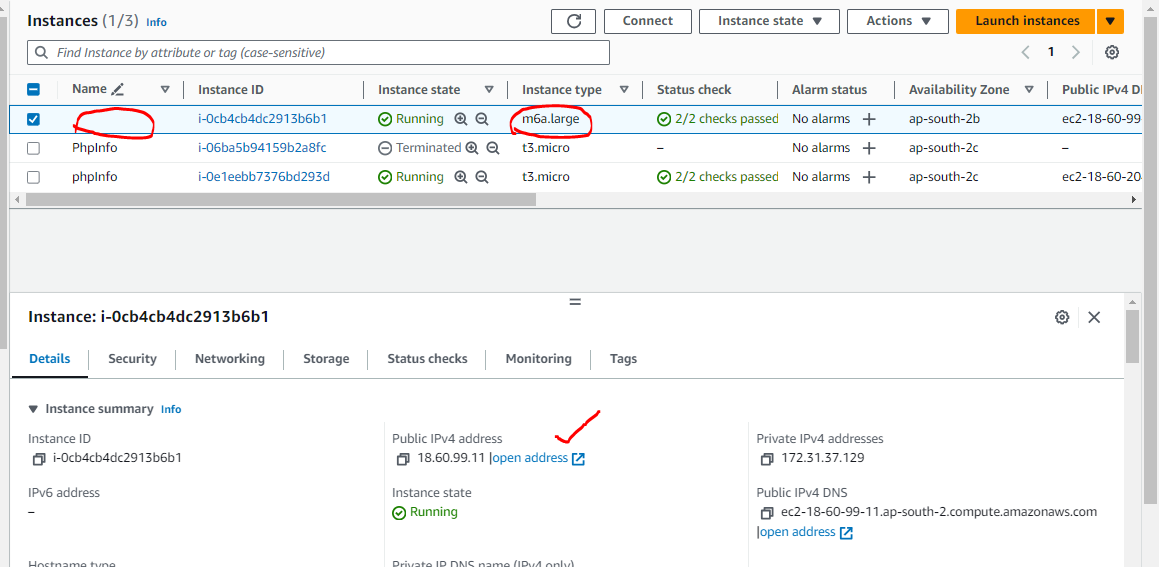 Instances (1/3) Info
Connect
Instance state
Actions
Launch instances
Find Instance by attribute or tag (case-sensitive)
1
Name Instance ID Instance state Instance type Status check Alarm status Availability Zone Public IPv4 D
i-0cb4cb4dc2913b6b1 Running m6a.large 2/2 checks passed No alarms + ap-south-2b ec2-18-60-99
PhpInfo i-06ba5b94159b2a8fc Terminated t3.micro – No alarms + ap-south-2c –
phpInfo i-0e1eebb7376bd293d Running t3.micro 2/2 checks passed No alarms + ap-south-2c ec2-18-60-20
Instance: i-0cb4cb4dc2913b6b1
Details Security Networking Storage Status checks Monitoring Tags
Instance summary Info
Instance ID
i-0cb4cb4dc2913b6b1
Public IPv4 address
18.60.99.11 |open address
Private IPv4 addresses
172.31.37.129
IPv6 address
–
Instance state
Running
Public IPv4 DNS
ec2-18-60-99-11.ap-south-2.compute.amazonaws.com
|open address
Hostname type
Private IP DNS name (IPv4 only)